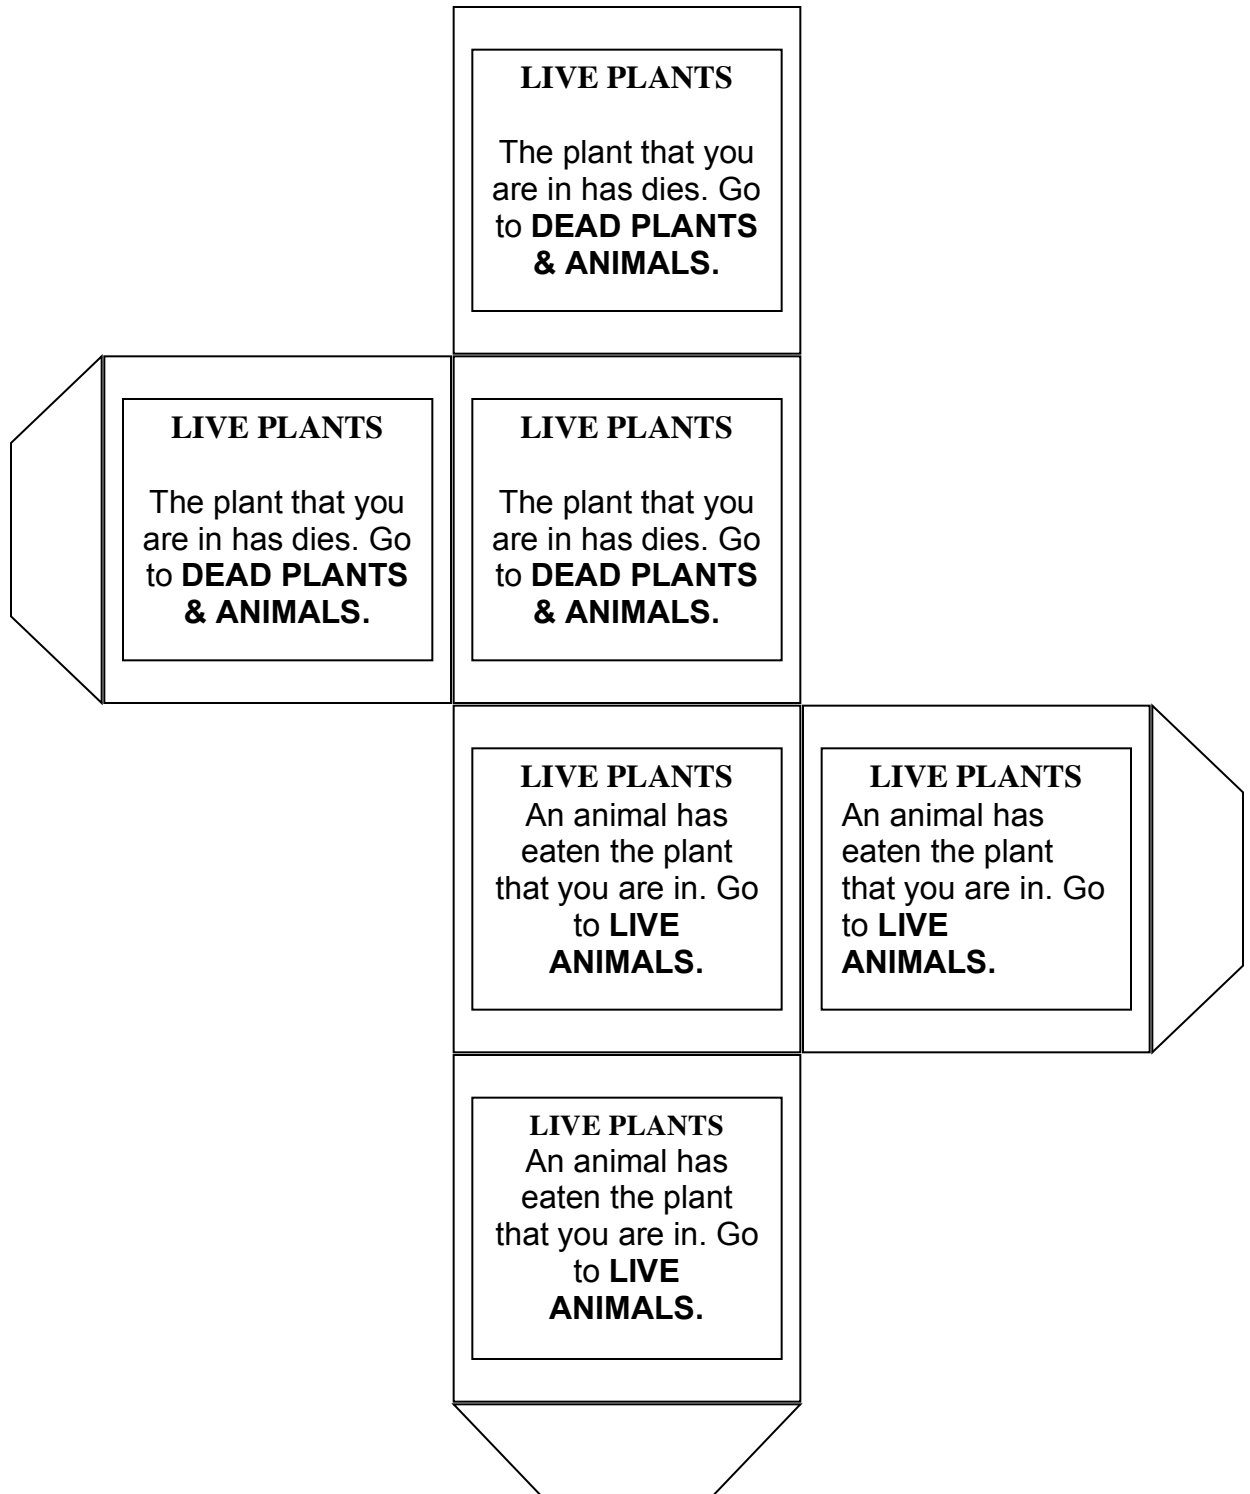 LIVE PLANTS
The plant that you
are in has dies. Go
to DEAD PLANTS
& ANIMALS.
LIVE PLANTS
The plant that you
are in has dies. Go
to DEAD PLANTS
& ANIMALS.
LIVE PLANTS
The plant that you
are in has dies. Go
to DEAD PLANTS
& ANIMALS.
LIVE PLANTS
An animal has
eaten the plant
that you are in. Go
to LIVE
ANIMALS.
LIVE PLANTS
An animal has
eaten the plant
that you are in. Go
to LIVE
ANIMALS.
LIVE PLANTS
An animal has
eaten the plant
that you are in. Go
to LIVE
ANIMALS.